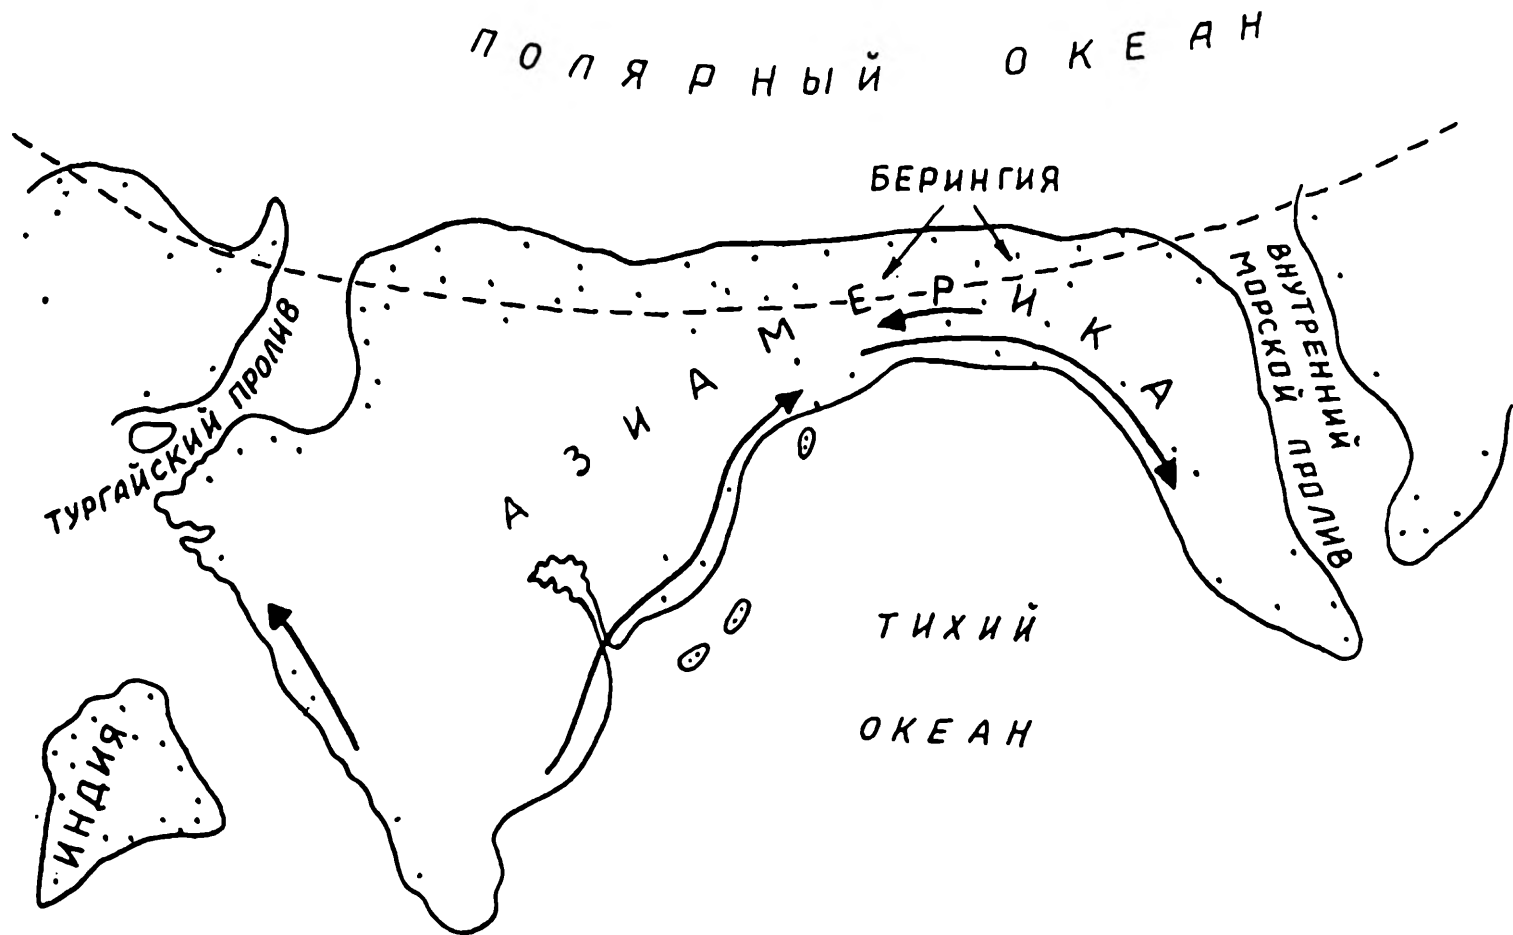 ПОЛЯРНЫЙ ОКЕАН
БЕРИНГИЯ
АЗИАМЕРИКА
ТУРГАЙСКИЙ ПРОЛИВ
ВНУТРЕННИЙ
МОРСКОЙ ПРОЛИВ
ТИХИЙ
ОКЕАН
ИНДИЯ